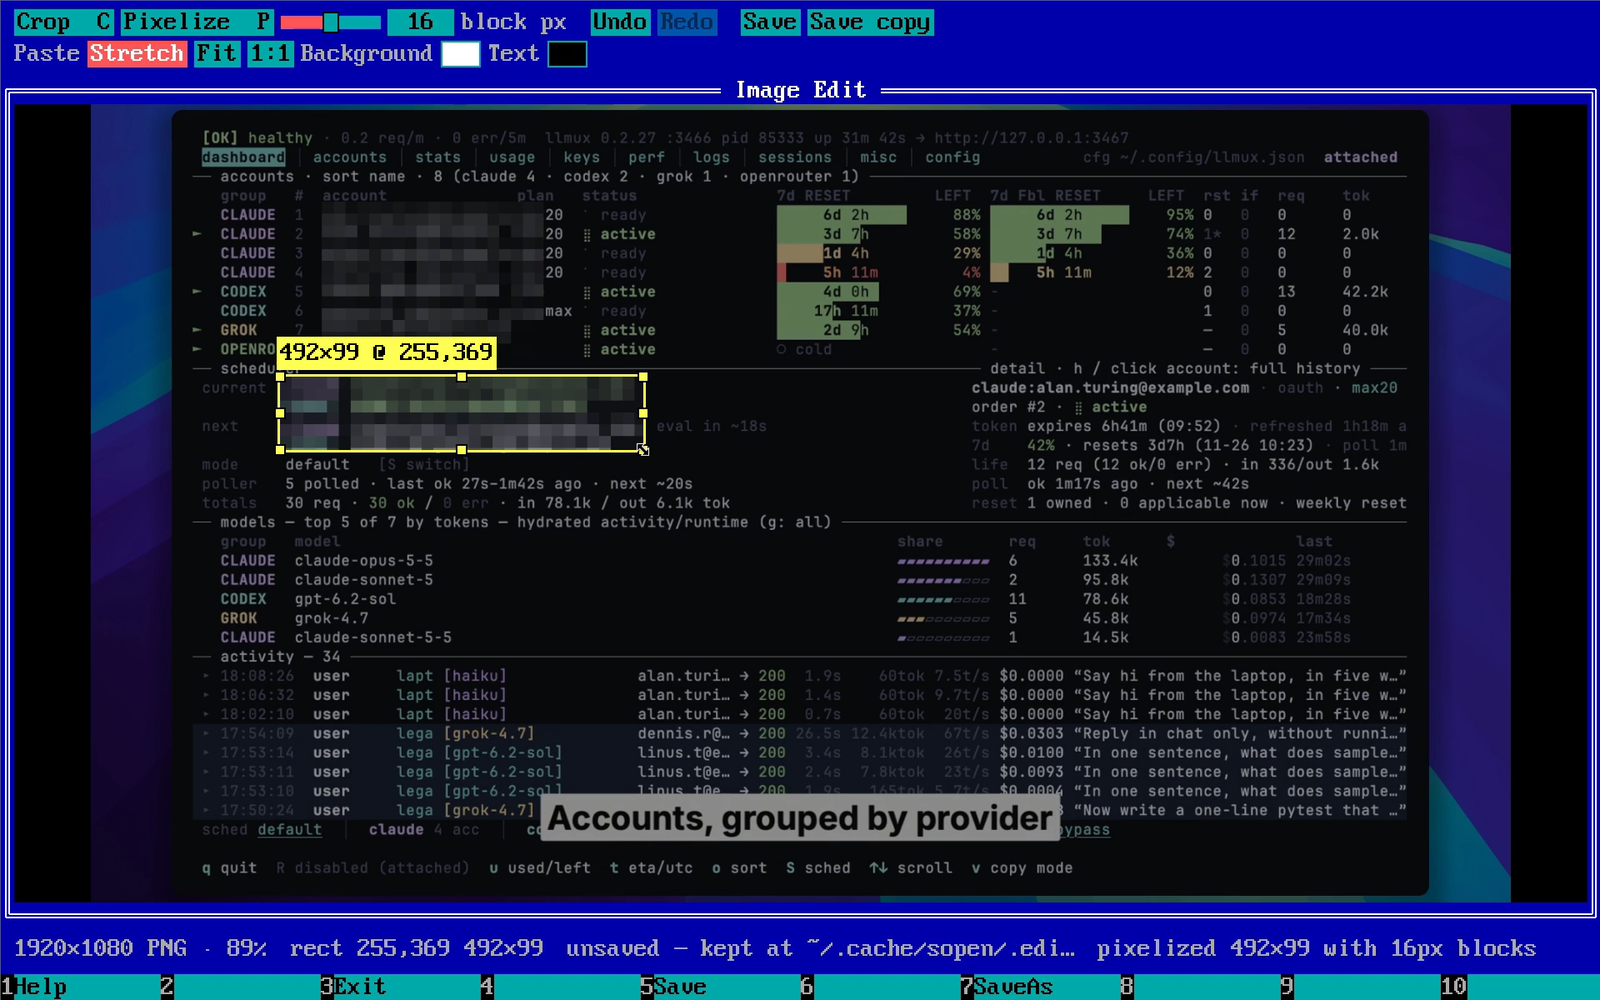 Crop C Pixelize P 16 block px Undo Redo Save Save copy
Paste Stretch Fit 1:1 Background Text
Image Edit
[OK] healthy · 0.2 req/m · 0 err/5m llmux 0.2.27 :3466 pid 85333 up 31m 42s → http://127.0.0.1:3467
dashboard | accounts | stats | usage | keys | perf | logs | sessions | misc | config cfg ~/.config/llmux.json attached
accounts · sort name · 8 (claude 4 · codex 2 · grok 1 · openrouter 1)
group # account plan status 7d RESET LEFT 7d Fbl RESET LEFT rst if req tok
CLAUDE 1 20 ready 6d 2h 88% 6d 2h 95% 0 0 0 0
► CLAUDE 2 20 active 3d 7h 58% 3d 7h 74% 1* 0 12 2.0k
CLAUDE 3 20 ready 1d 4h 29% 1d 4h 36% 0 0 0 0
CLAUDE 4 20 ready 5h 11m 4% 5h 11m 12% 2 0 0 0
► CODEX 5 active 4d 0h 69% - 0 0 13 42.2k
CODEX 6 max ready 17h 11m 37% - 1 0 0 0
► GROK 7 active 2d 9h 54% - — 0 5 40.0k
► OPENRO active ○ cold - — 0 0 0
492×99 @ 255,369
detail · h / click account: full history
current claude:alan.turing@example.com · oauth · max20
order #2 · active
next eval in ~18s token expires 6h41m (09:52) · refreshed 1h18m a
7d 42% · resets 3d7h (11-26 10:23) · poll 1m
mode default [S switch] life 12 req (12 ok/0 err) · in 336/out 1.6k
poller 5 polled · last ok 27s-1m42s ago · next ~20s poll ok 1m17s ago · next ~42s
totals 30 req · 30 ok / 0 err · in 78.1k / out 6.1k tok reset 1 owned · 0 applicable now · weekly reset
models — top 5 of 7 by tokens — hydrated activity/runtime (g: all)
group model share req tok $ last
CLAUDE claude-opus-5-5 6 133.4k $0.1015 29m02s
CLAUDE claude-sonnet-5 2 95.8k $0.1307 29m09s
CODEX gpt-6.2-sol 11 78.6k $0.0853 18m28s
GROK grok-4.7 5 45.8k $0.0974 17m34s
CLAUDE claude-sonnet-5-5 1 14.5k $0.0083 23m58s
activity — 34
▸ 18:08:26 user lapt [haiku] alan.turi… → 200 1.9s 60tok 7.5t/s $0.0000 “Say hi from the laptop, in five w…”
▸ 18:06:32 user lapt [haiku] alan.turi… → 200 1.4s 60tok 9.7t/s $0.0000 “Say hi from the laptop, in five w…”
▸ 18:02:10 user lapt [haiku] alan.turi… → 200 0.7s 60tok 20t/s $0.0000 “Say hi from the laptop, in five w…”
▸ 17:54:09 user lega [grok-4.7] dennis.r@… → 200 26.5s 12.4ktok 67t/s $0.0303 “Reply in chat only, without runni…”
▸ 17:53:14 user lega [gpt-6.2-sol] linus.t@e… → 200 3.4s 8.1ktok 26t/s $0.0100 “In one sentence, what does sample…”
▸ 17:53:11 user lega [gpt-6.2-sol] linus.t@e… → 200 2.4s 7.8ktok 23t/s $0.0093 “In one sentence, what does sample…”
▸ 17:53:10 user lega [gpt-6.2-sol] linus.t@e… → 200 1.9s 165tok 5.7t/s $0.0004 “In one sentence, what does sample…”
▸ 17:50:24 user lega [grok-4.7] “Now write a one-line pytest that …”
Accounts, grouped by provider
sched default | claude 4 acc | bypass
q quit R disabled (attached) u used/left t eta/utc o sort S sched ↑↓ scroll v copy mode
1920×1080 PNG · 89% rect 255,369 492×99 unsaved — kept at ~/.cache/sopen/.edi… pixelized 492×99 with 16px blocks
1Help 2 3Exit 4 5Save 6 7SaveAs 8 9 10